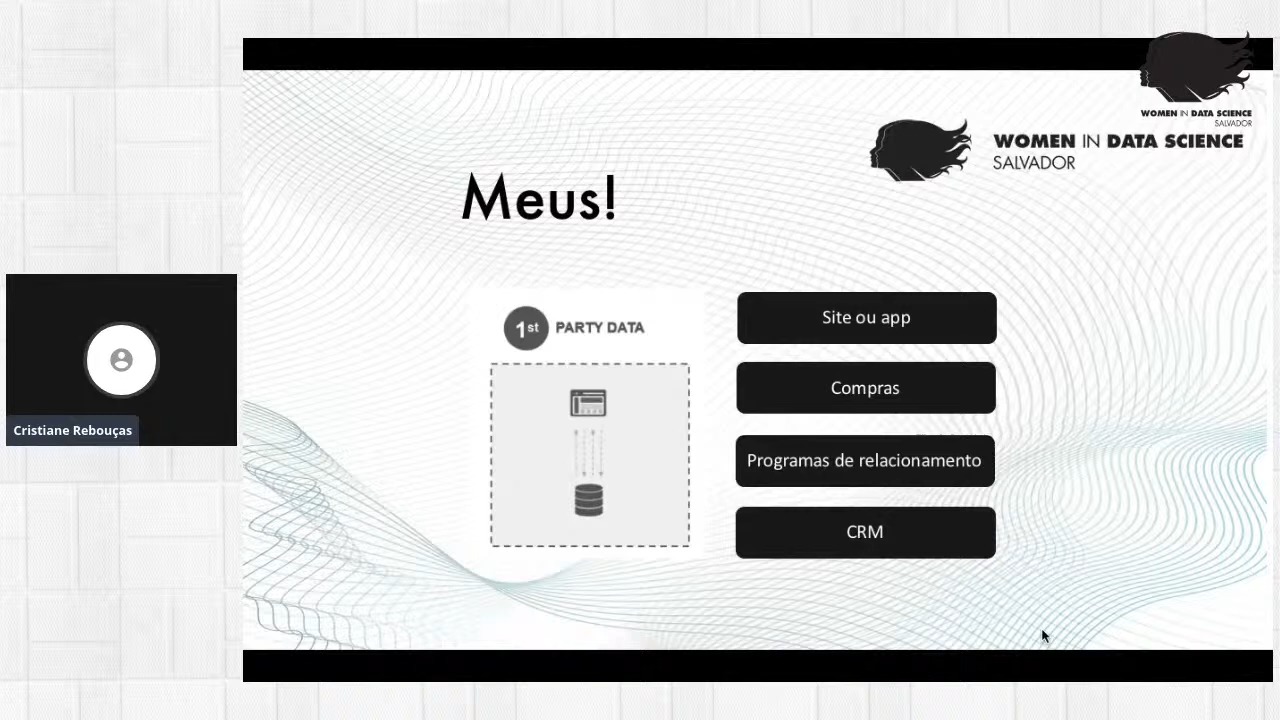 WOMEN IN DATA SCIENCE
SALVADOR
WOMEN IN DATA SCIENCE
SALVADOR
Meus!
1st PARTY DATA
Site ou app
Compras
Programas de relacionamento
CRM
Cristiane Rebouças